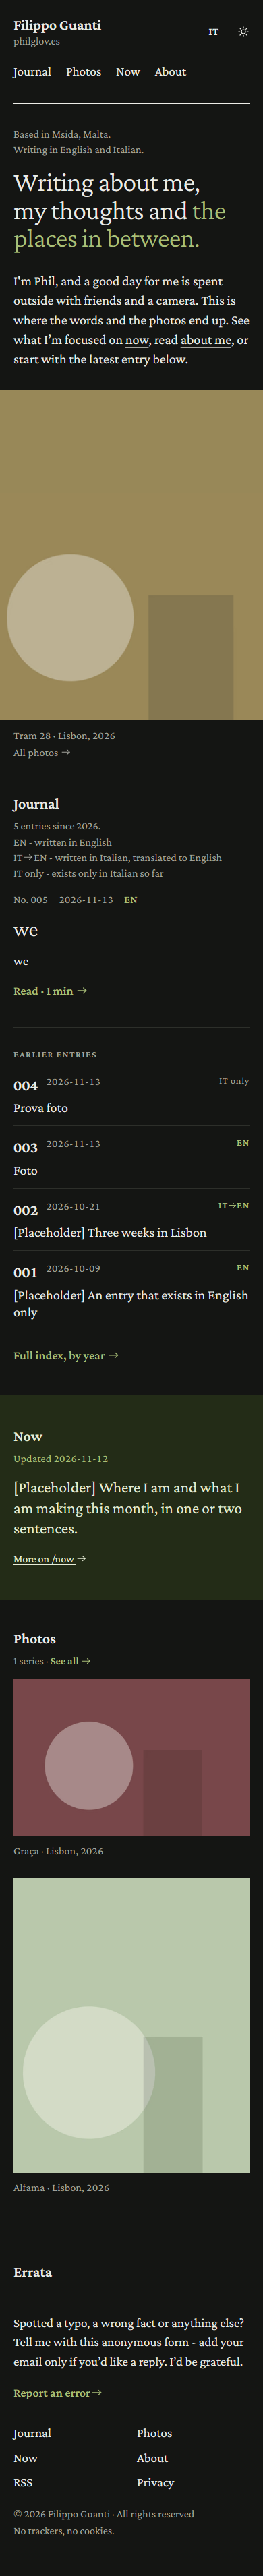 Filippo Guanti
philglov.es
IT
Journal Photos Now About
Based in Msida, Malta.
Writing in English and Italian.
Writing about me,
my thoughts and the
places in between.
I'm Phil, and a good day for me is spent
outside with friends and a camera. This is
where the words and the photos end up. See
what I'm focused on now, read about me, or
start with the latest entry below.
Tram 28 · Lisbon, 2026
All photos →
Journal
5 entries since 2026.
EN - written in English
IT→EN - written in Italian, translated to English
IT only - exists only in Italian so far
No. 005 2026-11-13 EN
we
we
Read · 1 min →
EARLIER ENTRIES
004 2026-11-13 IT only
Prova foto
003 2026-11-13 EN
Foto
002 2026-10-21 IT→EN
[Placeholder] Three weeks in Lisbon
001 2026-10-09 EN
[Placeholder] An entry that exists in English
only
Full index, by year →
Now
Updated 2026-11-12
[Placeholder] Where I am and what I
am making this month, in one or two
sentences.
More on /now →
Photos
1 series · See all →
Graça · Lisbon, 2026
Alfama · Lisbon, 2026
Errata
Spotted a typo, a wrong fact or anything else?
Tell me with this anonymous form - add your
email only if you'd like a reply. I'd be grateful.
Report an error→
Journal Photos
Now About
RSS Privacy
© 2026 Filippo Guanti · All rights reserved
No trackers, no cookies.